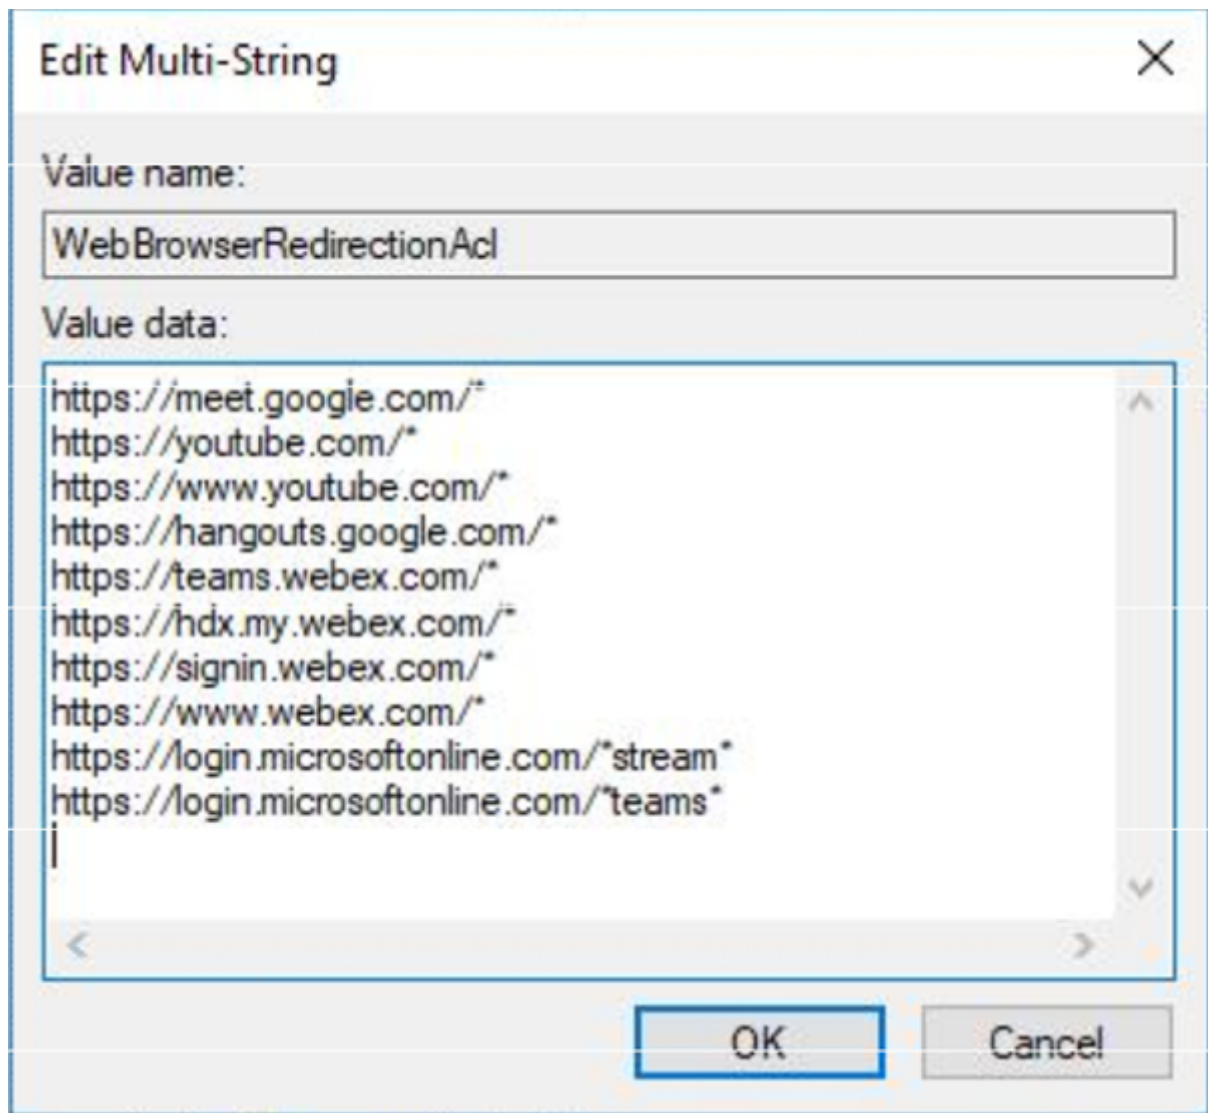 Edit Multi-String
Value name:
WebBrowserRedirectionAcl
Value data:
https://meet.google.com/*
https://youtube.com/*
https://www.youtube.com/*
https://hangouts.google.com/*
https://teams.webex.com/*
https://hdx.my.webex.com/*
https://signin.webex.com/*
https://www.webex.com/*
https://login.microsoftonline.com/*stream*
https://login.microsoftonline.com/*teams*
OK Cancel